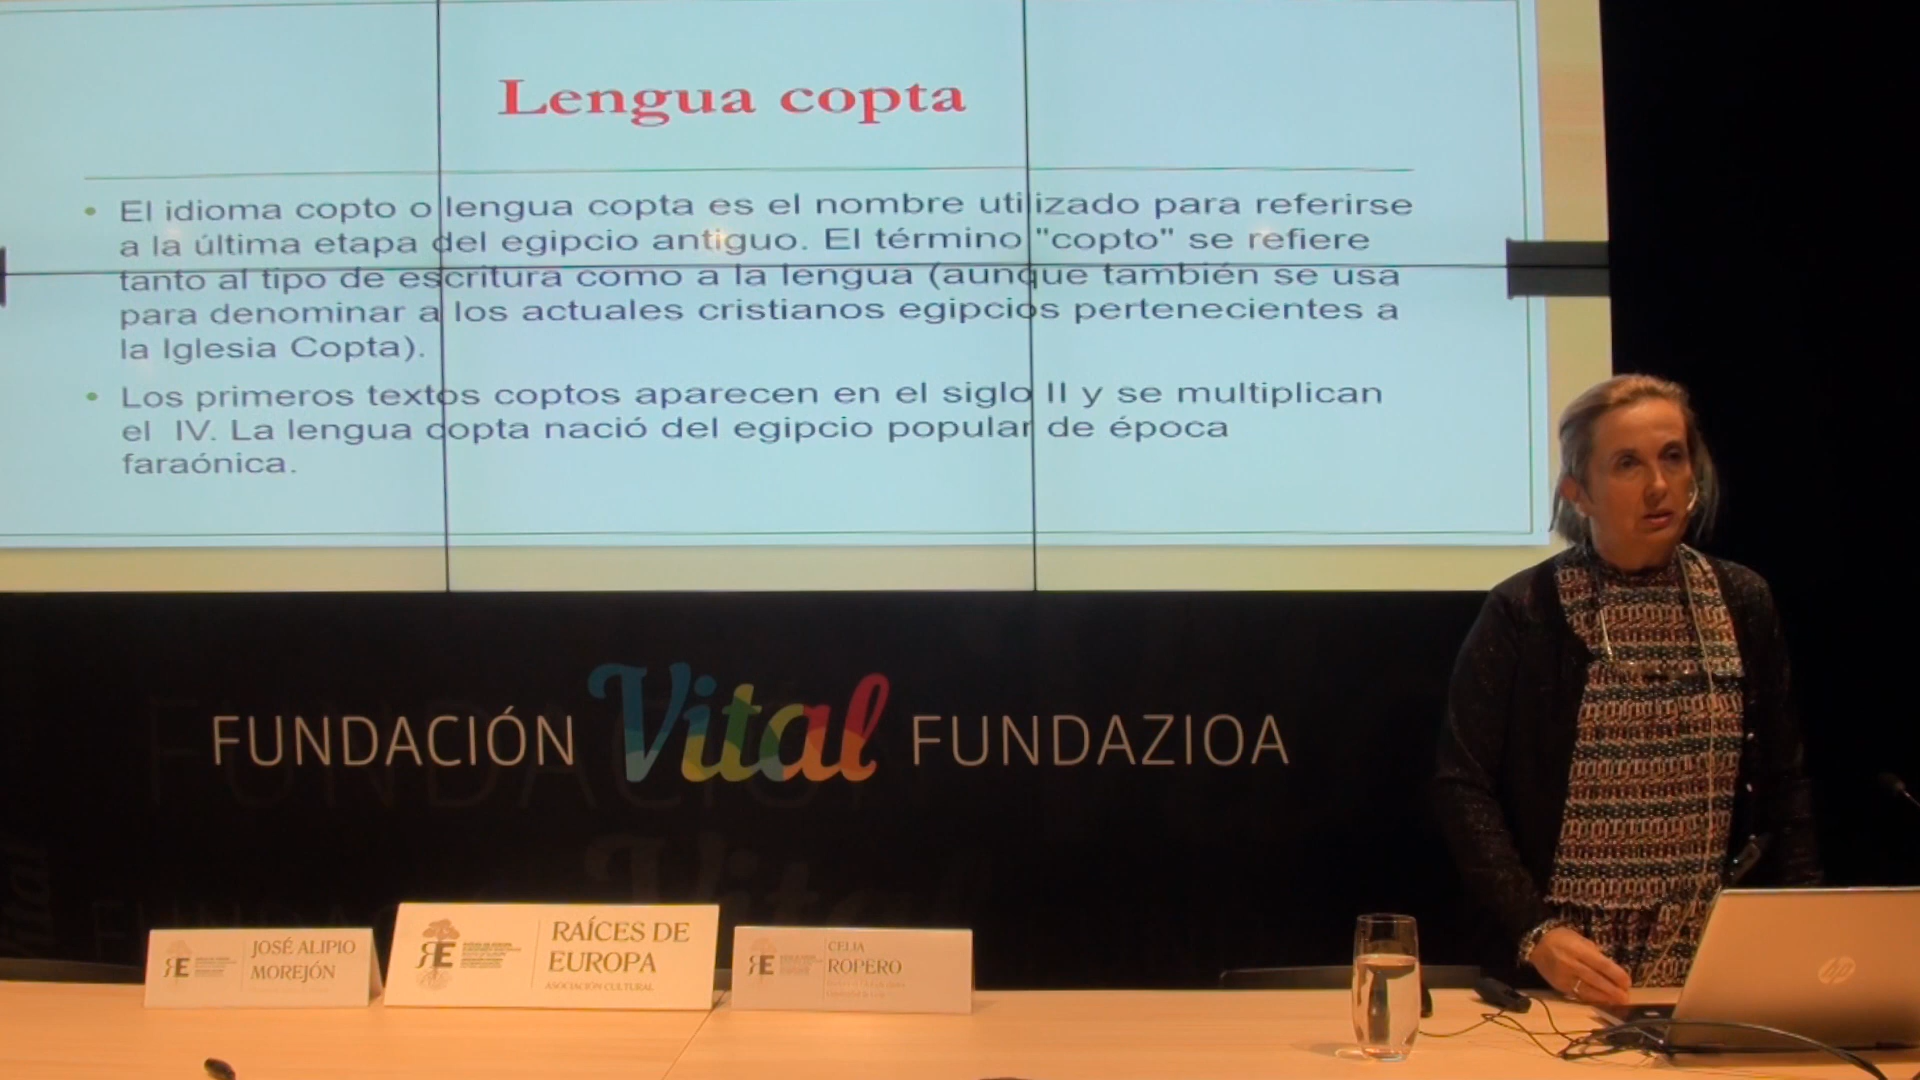 Lengua copta
• El idioma copto o lengua copta es el nombre utilizado para referirse
a la última etapa del egipcio antiguo. El término "copto" se refiere
tanto al tipo de escritura como a la lengua (aunque también se usa
para denominar a los actuales cristianos egipcios pertenecientes a
la Iglesia Copta).
• Los primeros textos coptos aparecen en el siglo II y se multiplican
el IV. La lengua copta nació del egipcio popular de época
faraónica.
FUNDACIÓN Vital FUNDAZIOA
RE
JOSÉ ALIPIO
MOREJÓN
RE
RAÍCES DE
EUROPA
ASOCIACIÓN CULTURAL
RE
CELIA
ROPERO
hp